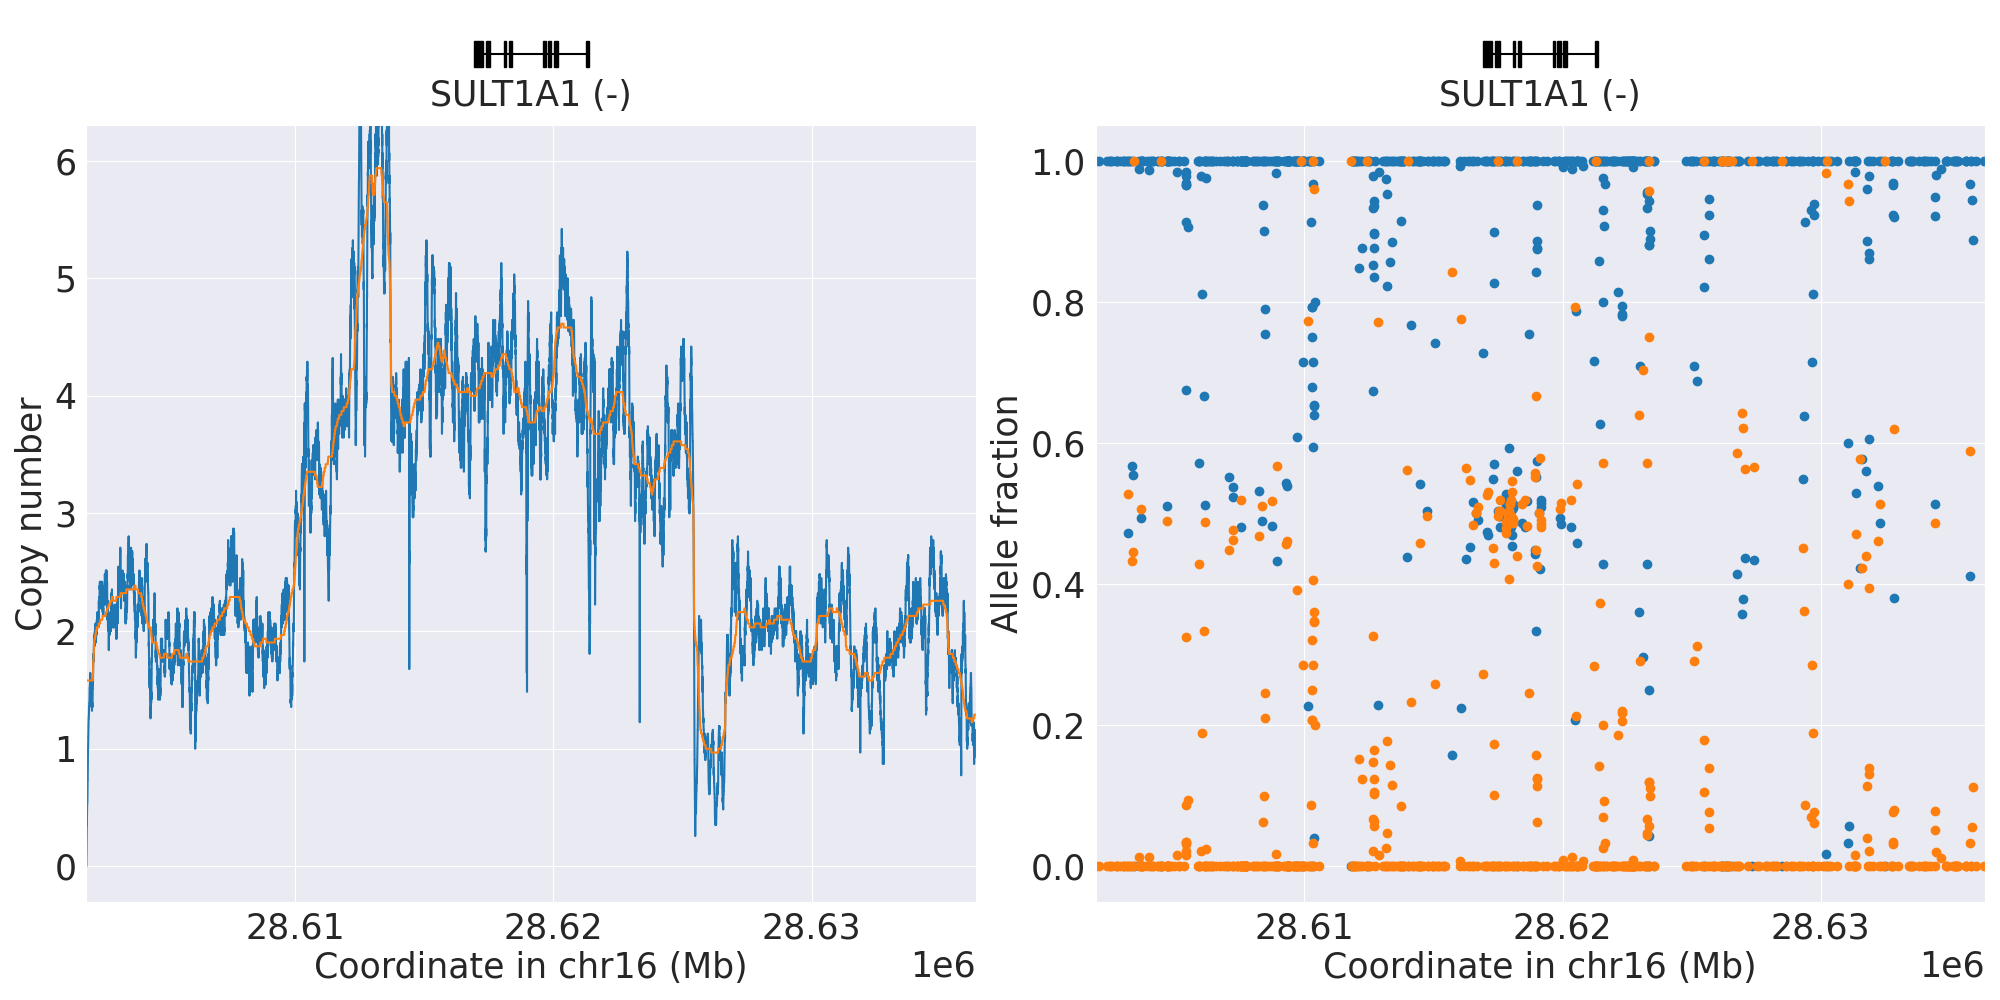 SULT1A1 (-)
SULT1A1 (-)
Copy number
6
5
4
3
2
1
0
28.61
28.62
28.63
Coordinate in chr16 (Mb)
1e6
Allele fraction
1.0
0.8
0.6
0.4
0.2
0.0
28.61
28.62
28.63
Coordinate in chr16 (Mb)
1e6